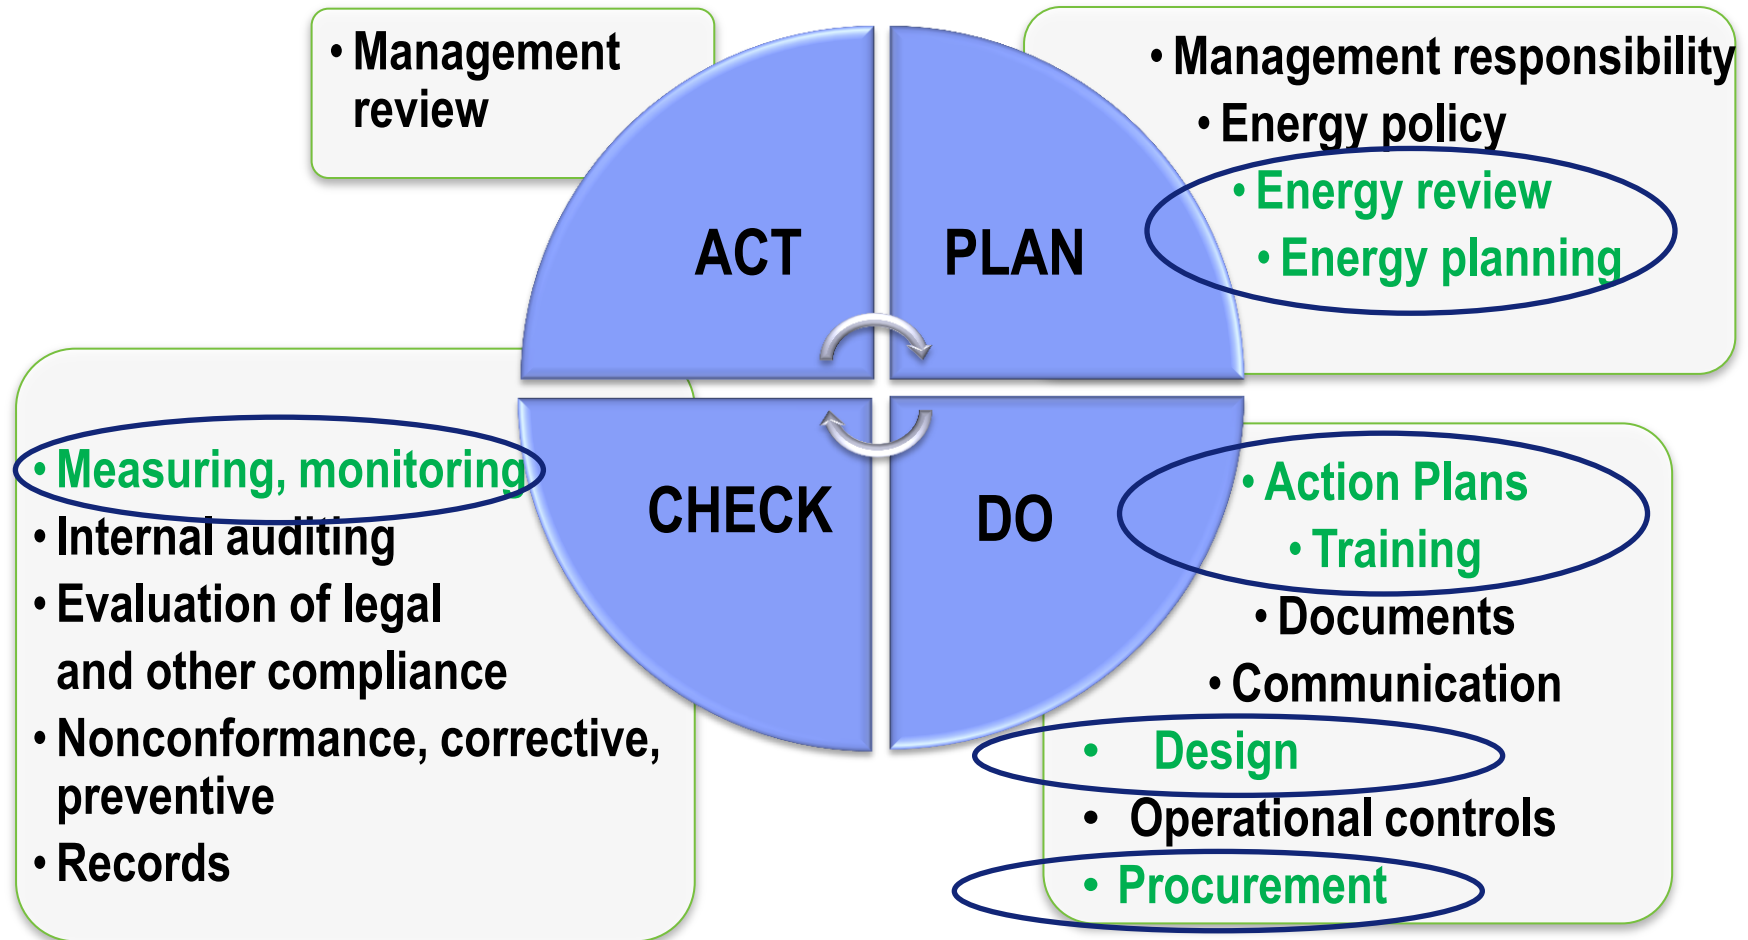 • Management
review
• Management responsibility
• Energy policy
• Energy review
• Energy planning
ACT
PLAN
CHECK
DO
• Measuring, monitoring
• Internal auditing
• Evaluation of legal
and other compliance
• Nonconformance, corrective,
preventive
• Records
• Action Plans
• Training
• Documents
• Communication
• Design
• Operational controls
• Procurement